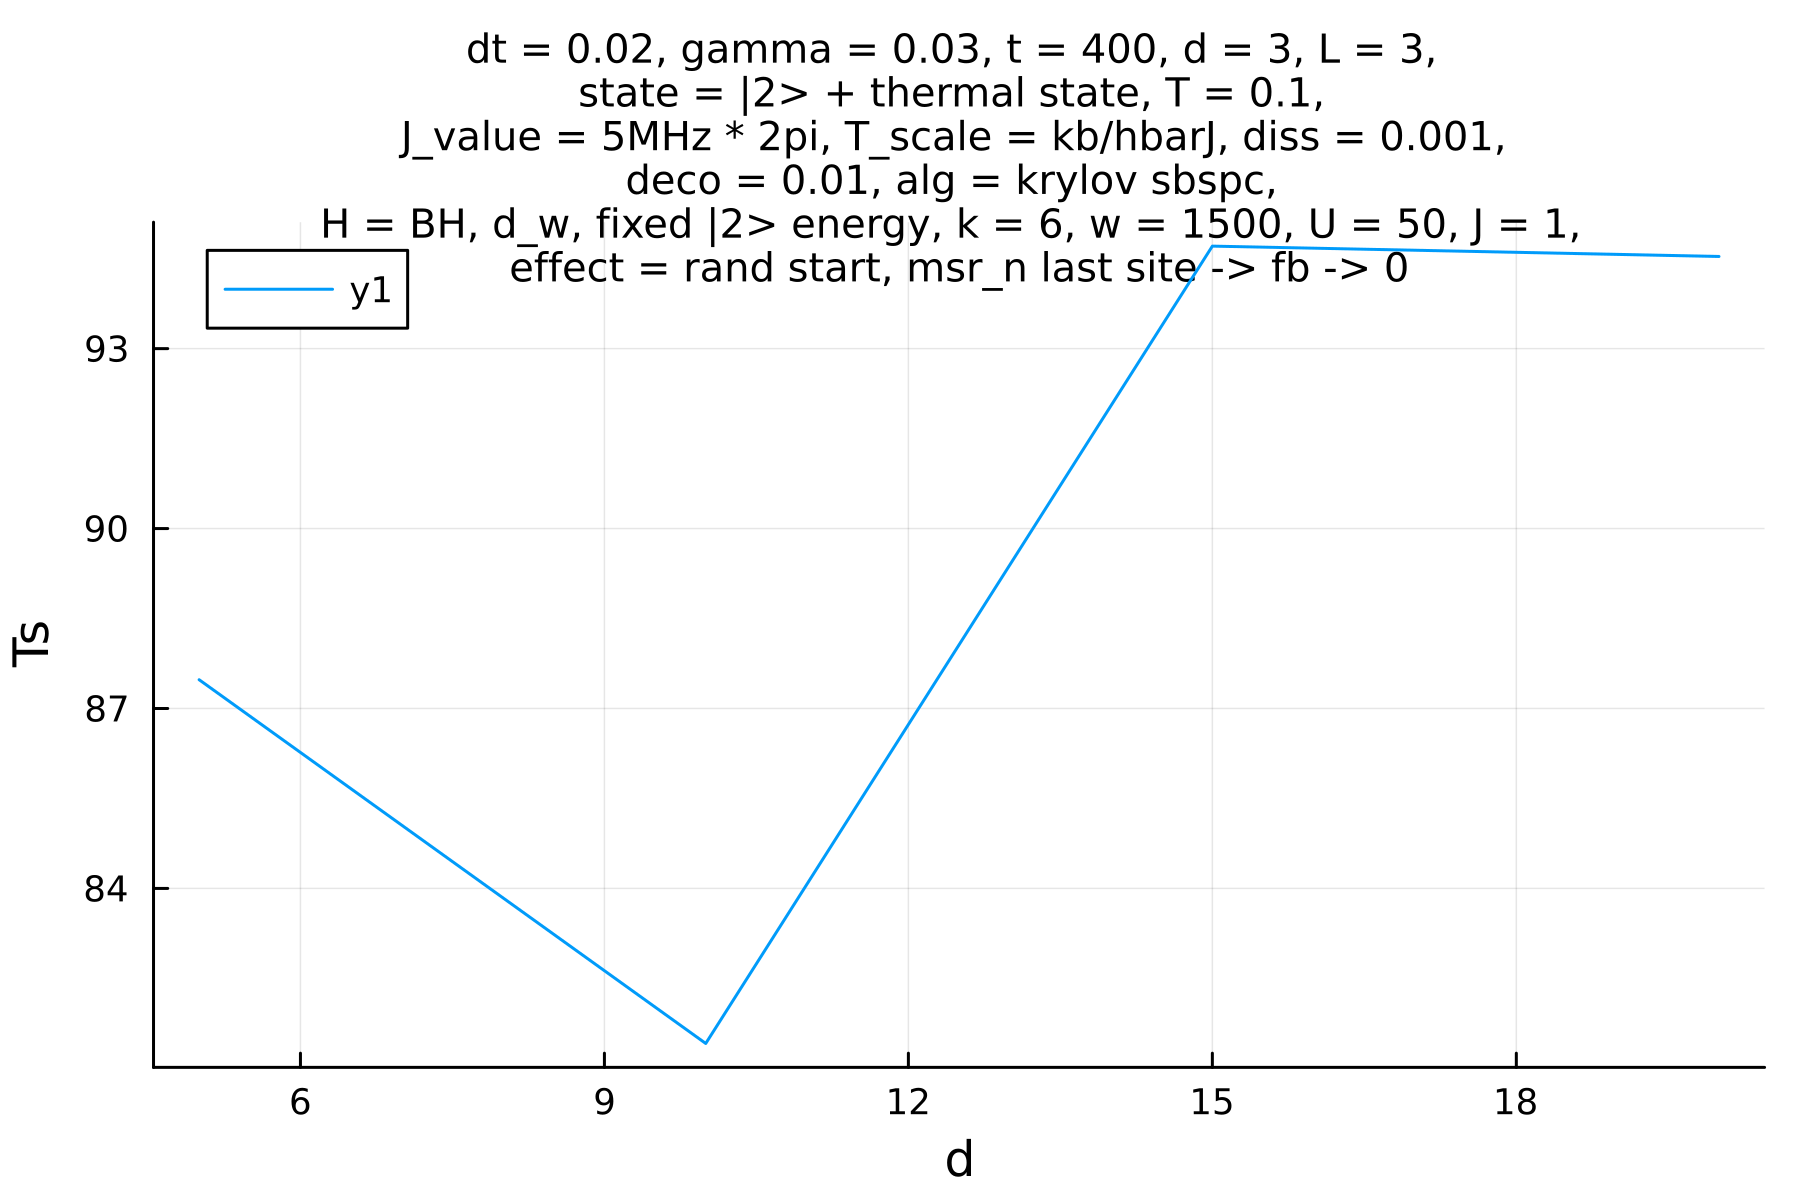 dt = 0.02, gamma = 0.03, t = 400, d = 3, L = 3,
state = |2> + thermal state, T = 0.1,
J_value = 5MHz * 2pi, T_scale = kb/hbarJ, diss = 0.001,
deco = 0.01, alg = krylov sbspc,
H = BH, d_w, fixed |2> energy, k = 6, w = 1500, U = 50, J = 1,
effect = rand start, msr_n last site -> fb -> 0
y1
93
90
87
84
Ts
6 9 12 15 18
d